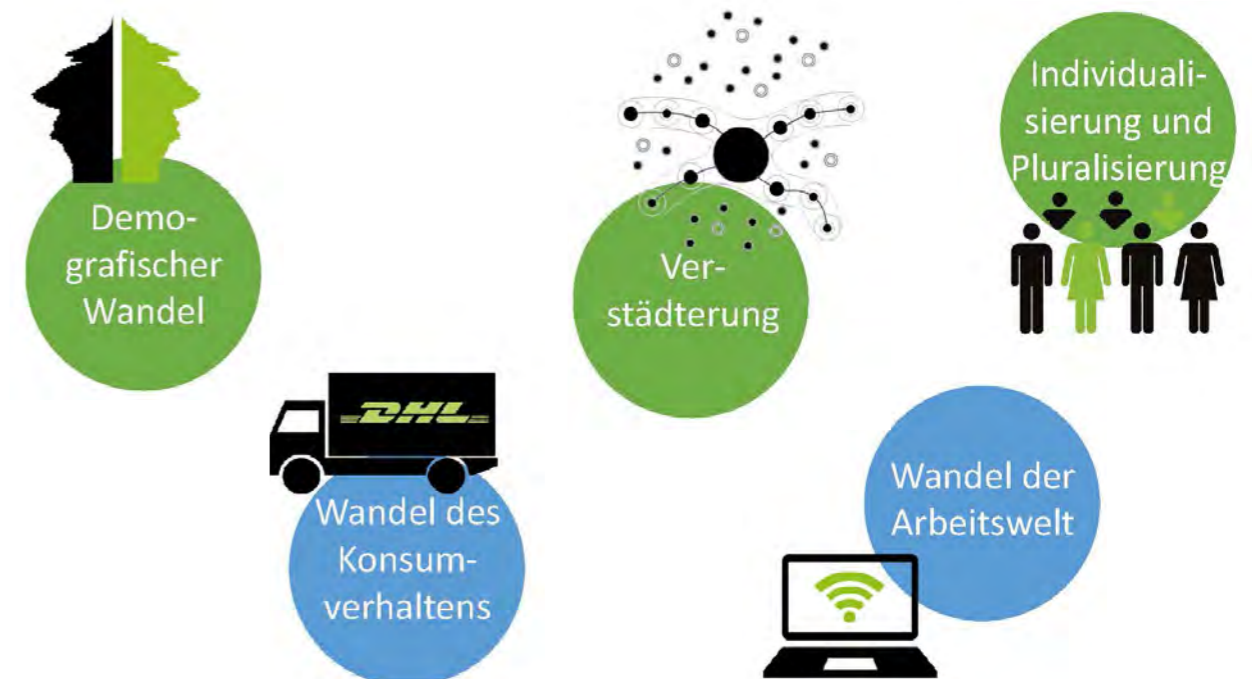 Demo-
grafischer
Wandel
Ver-
städterung
Individuali-
sierung und
Pluralisierung
DHL
Wandel des
Konsum-
verhaltens
Wandel der
Arbeitswelt